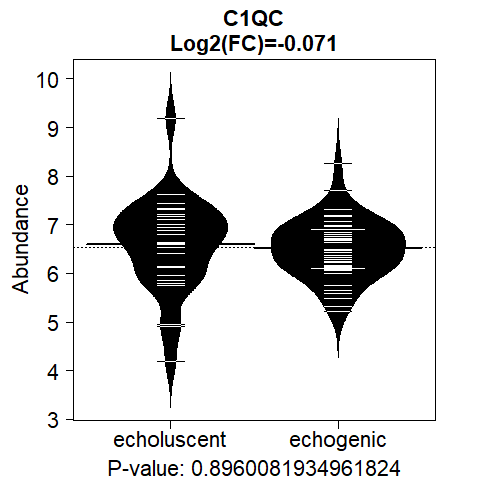 C1QC
Log2(FC)=-0.071
Abundance
10
9
8
7
6
5
4
3
echoluscent echogenic
P-value: 0.8960081934961824